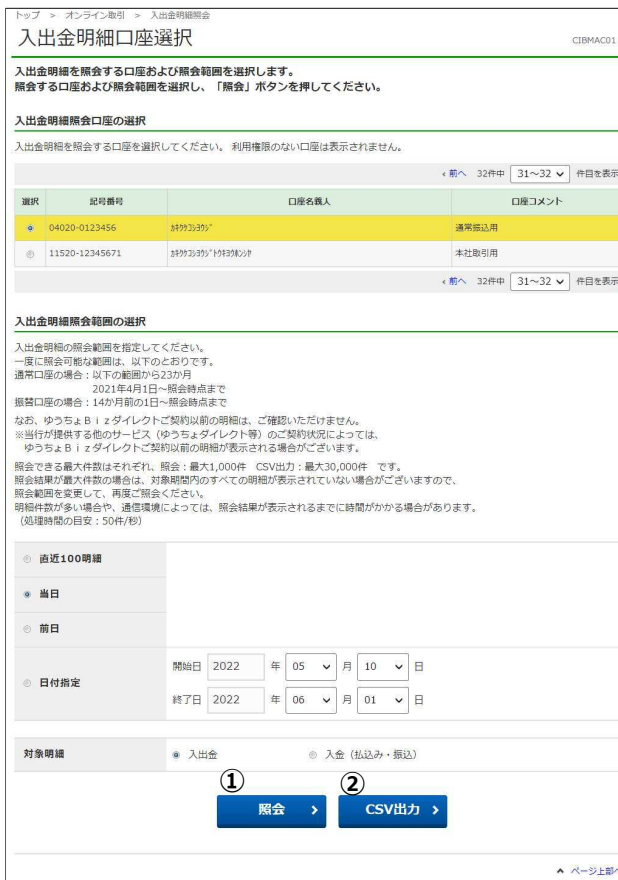 トップ > オンライン取引 > 入出金明細照会
入出金明細口座選択 CIBMAC01
入出金明細を照会する口座および照会範囲を選択します。
照会する口座および照会範囲を選択し、「照会」ボタンを押してください。
入出金明細照会口座の選択
入出金明細を照会する口座を選択してください。 利用権限のない口座は表示されません。
‹ 前へ 32件中 31～32 件目を表示
選択 記号番号 口座名義人 口座コメント
04020-0123456 ｶｷｸｹｺｼﾖｳｼﾞ 通常振込用
11520-12345671 本社取引用
‹ 前へ 32件中 31～32 件目を表示
入出金明細照会範囲の選択
入出金明細の照会範囲を指定してください。
一度に照会可能な範囲は、以下のとおりです。
通常口座の場合：以下の範囲から23か月
2021年4月1日～照会時点まで
振替口座の場合：14か月前の1日～照会時点まで
なお、ゆうちょＢｉｚダイレクトご契約以前の明細は、ご確認いただけません。
※当行が提供する他のサービス（ゆうちょダイレクト等）のご契約状況によっては、
ゆうちょＢｉｚダイレクトご契約以前の明細が表示される場合がございます。
照会できる最大件数はそれぞれ、照会：最大1,000件 CSV出力：最大30,000件 です。
照会結果が最大件数の場合は、対象期間内のすべての明細が表示されていない場合がございますので、
照会範囲を変更して、再度ご照会ください。
明細件数が多い場合や、通信環境によっては、照会結果が表示されるまでに時間がかかる場合があります。
（処理時間の目安：50件/秒）
直近100明細
当日
前日
日付指定
開始日 2022 年 05 月 10 日
終了日 2022 年 06 月 01 日
対象明細 入出金 入金（払込み・振込）
① ②
照会 › CSV出力 ›
ページ上部へ